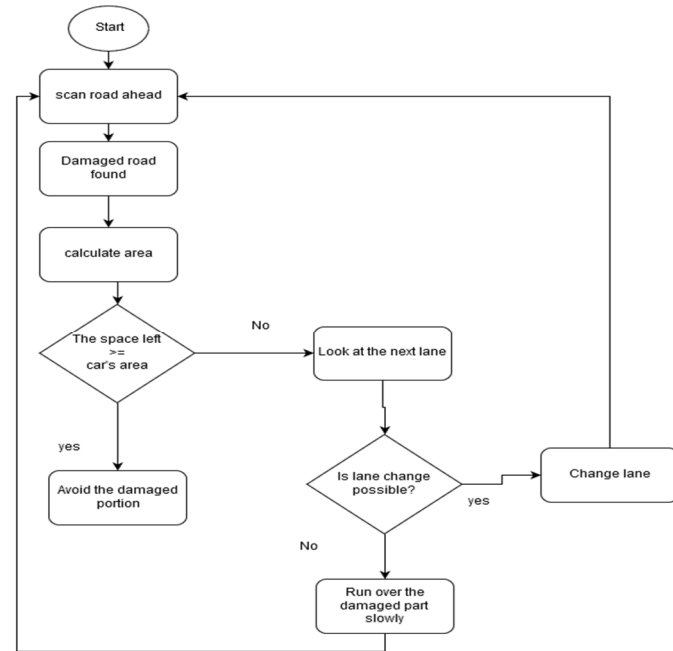 Start
scan road ahead
Damaged road
found
calculate area
The space left
>=
car's area
No
Look at the next lane
yes
Avoid the damaged
portion
Is lane change
possible?
yes
Change lane
No
Run over the
damaged part
slowly